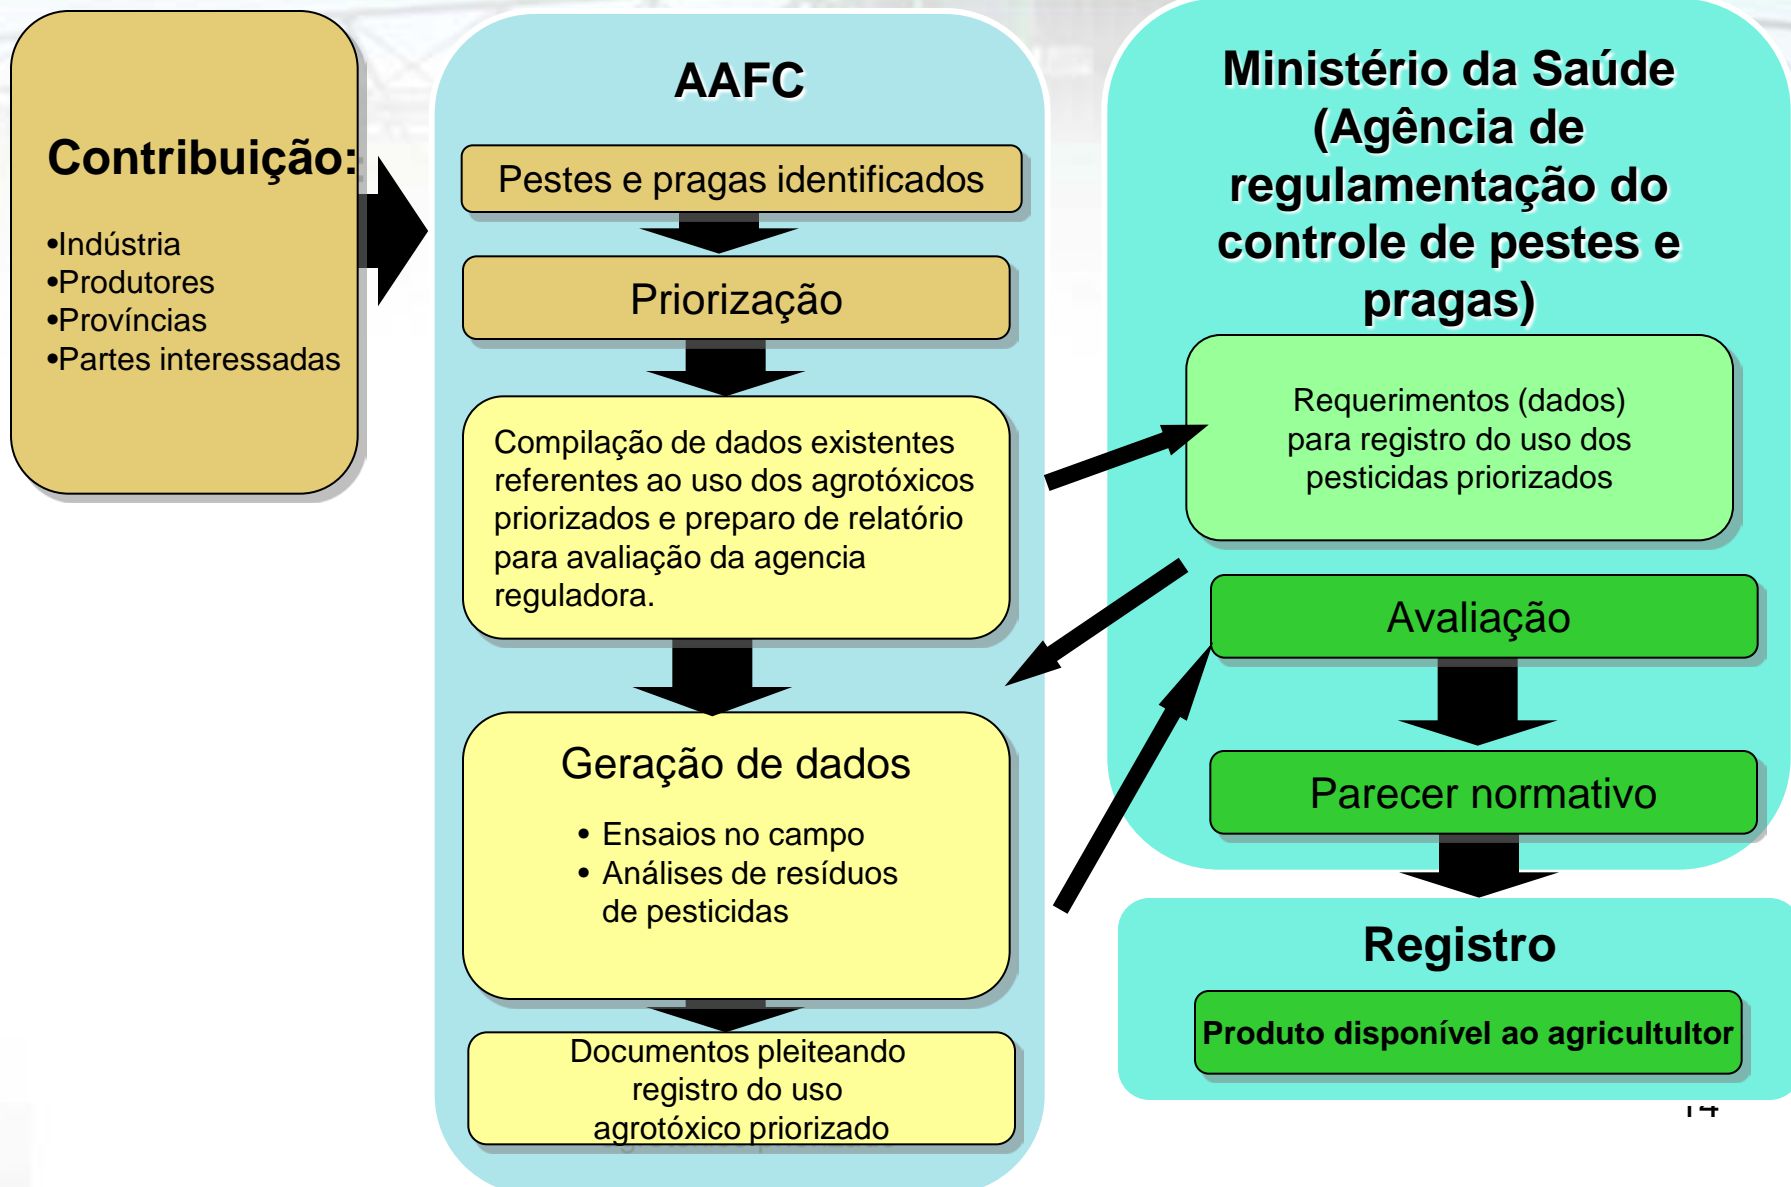 Contribuição:
•Indústria
•Produtores
•Províncias
•Partes interessadas
AAFC
Pestes e pragas identificados
Priorização
Compilação de dados existentes
referentes ao uso dos agrotóxicos
priorizados e preparo de relatório
para avaliação da agencia
reguladora.
Geração de dados
• Ensaios no campo
• Análises de resíduos
de pesticidas
Documentos pleiteando
registro do uso
agrotóxico priorizado
Ministério da Saúde
(Agência de
regulamentação do
controle de pestes e
pragas)
Requerimentos (dados)
para registro do uso dos
pesticidas priorizados
Avaliação
Parecer normativo
Registro
Produto disponível ao agricultultor
14